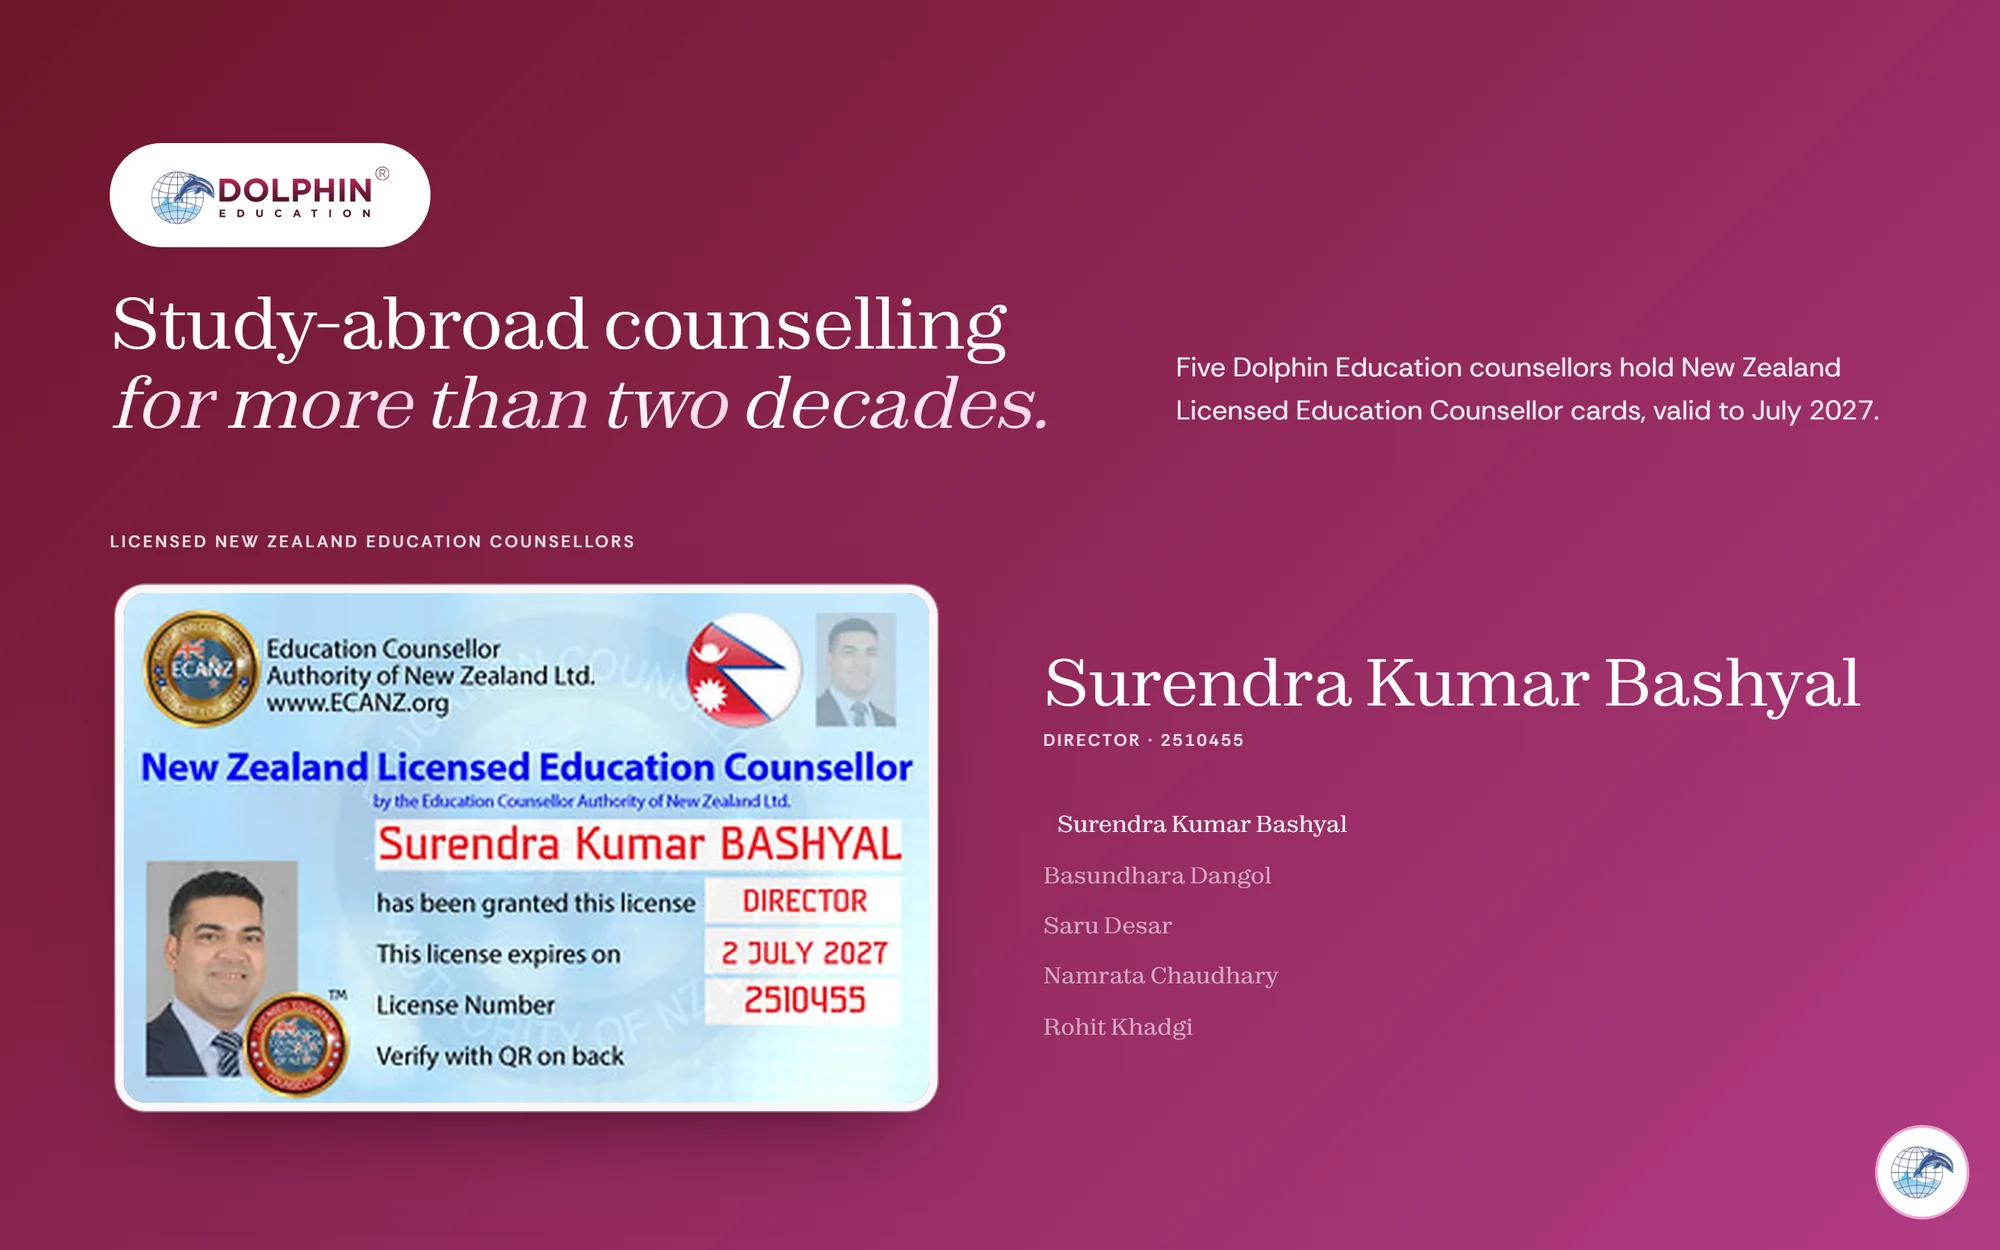 DOLPHIN®
EDUCATION
Study-abroad counselling
for more than two decades.
Five Dolphin Education counsellors hold New Zealand
Licensed Education Counsellor cards, valid to July 2027.
LICENSED NEW ZEALAND EDUCATION COUNSELLORS
ECANZ
Education Counsellor
Authority of New Zealand Ltd.
www.ECANZ.org
New Zealand Licensed Education Counsellor
by the Education Counsellor Authority of New Zealand Ltd.
Surendra Kumar BASHYAL
has been granted this license DIRECTOR
This license expires on 2 JULY 2027
License Number 2510455
Verify with QR on back
TM
Surendra Kumar Bashyal
DIRECTOR · 2510455
Surendra Kumar Bashyal
Basundhara Dangol
Saru Desar
Namrata Chaudhary
Rohit Khadgi